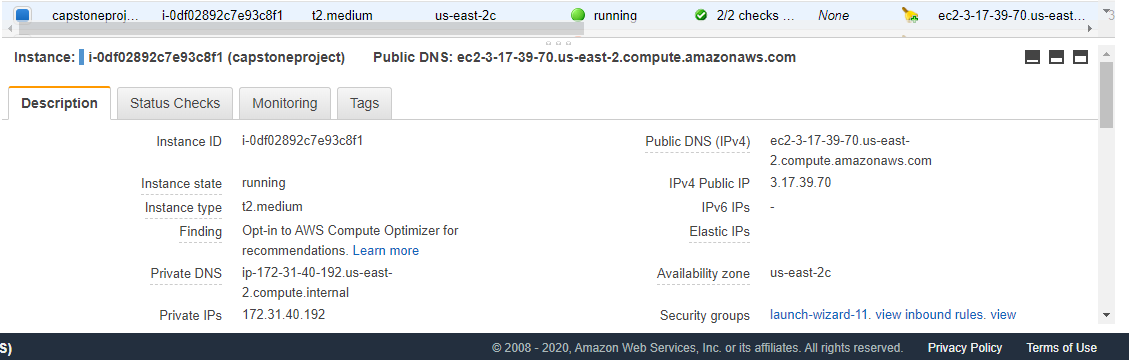 capstoneproj... i-0df02892c7e93c8f1 t2.medium us-east-2c running 2/2 checks ... None ec2-3-17-39-70.us-east... 3
Instance: i-0df02892c7e93c8f1 (capstoneproject) Public DNS: ec2-3-17-39-70.us-east-2.compute.amazonaws.com
Description Status Checks Monitoring Tags
Instance ID i-0df02892c7e93c8f1 Public DNS (IPv4) ec2-3-17-39-70.us-east-
2.compute.amazonaws.com
Instance state running IPv4 Public IP 3.17.39.70
Instance type t2.medium IPv6 IPs -
Finding Opt-in to AWS Compute Optimizer for Elastic IPs
recommendations. Learn more
Private DNS ip-172-31-40-192.us-east- Availability zone us-east-2c
2.compute.internal
Private IPs 172.31.40.192 Security groups launch-wizard-11. view inbound rules. view
S) © 2008 - 2020, Amazon Web Services, Inc. or its affiliates. All rights reserved. Privacy Policy Terms of Use